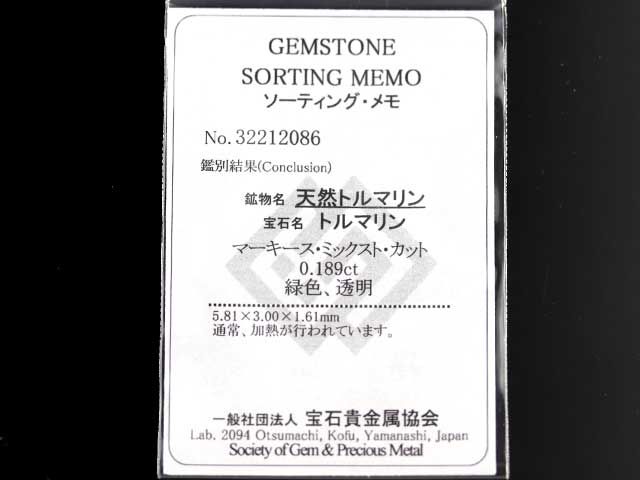 GEMSTONE
SORTING MEMO
ソーティング・メモ
No. 32212086
鑑別結果(Conclusion)
鉱物名 天然トルマリン
宝石名 トルマリン
マーキース・ミックスト・カット
0.189ct
緑色、透明
5.81×3.00×1.61mm
通常、加熱が行われています。
一般社団法人 宝石貴金属協会
Lab. 2094 Otsumachi, Kofu, Yamanashi, Japan
Society of Gem & Precious Metal